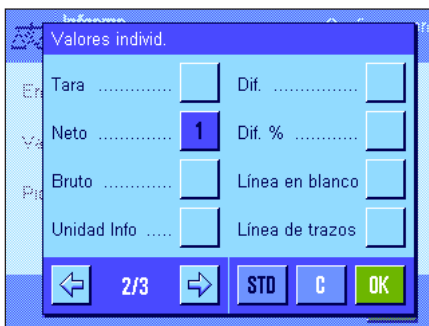 Informe
Valores individ.
Tara .............
Dif. ................
Neto ............. 1
Dif. % ............
Bruto .............
Línea en blanco
Unidad Info .....
Línea de trazos
2/3
STD
C
OK